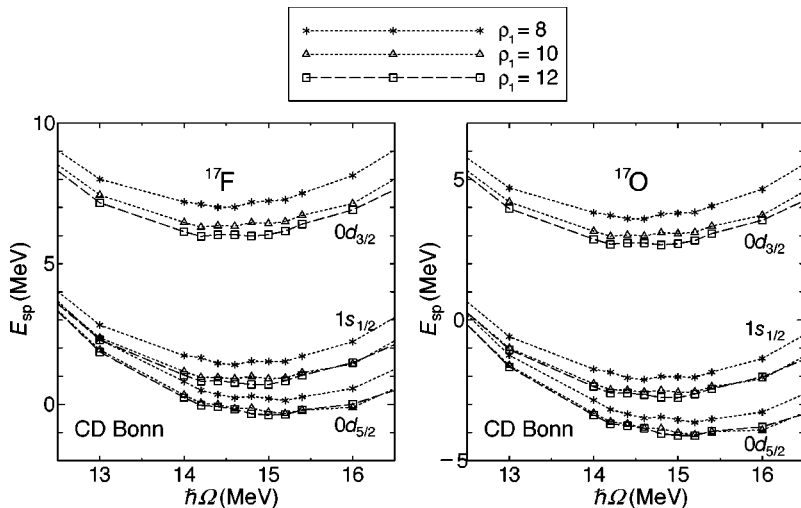 ρ₁ = 8
ρ₁ = 10
ρ₁ = 12
10
5
0
E_sp (MeV)
¹⁷F
0d₃/₂
1s₁/₂
0d₅/₂
CD Bonn
13 14 15 16
ħΩ (MeV)
5
0
−5
E_sp (MeV)
¹⁷O
0d₃/₂
1s₁/₂
0d₅/₂
CD Bonn
13 14 15 16
ħΩ (MeV)